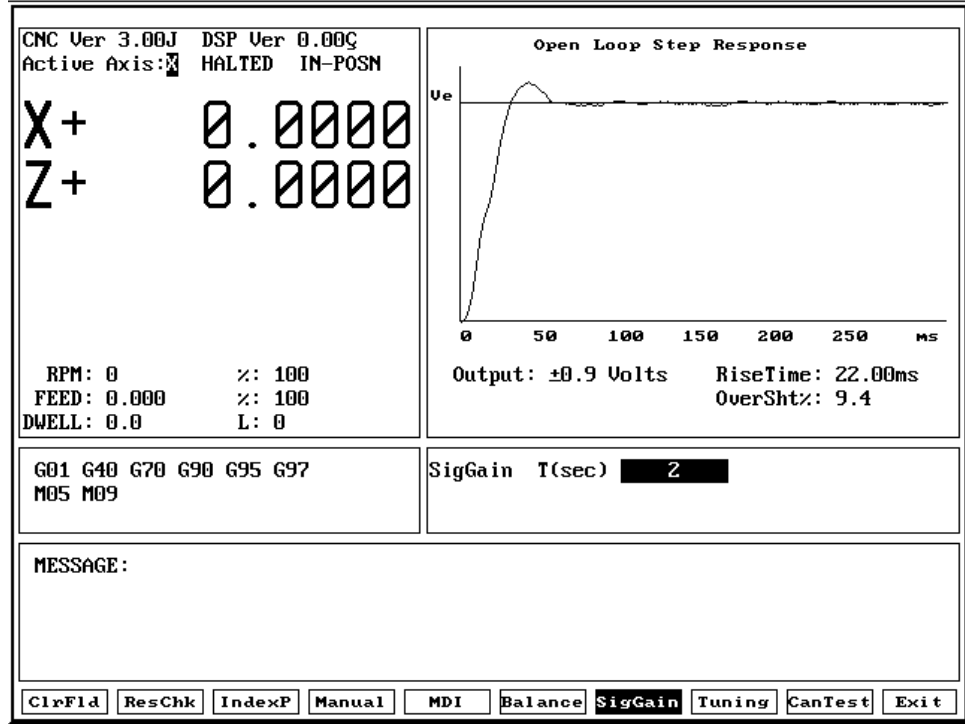 CNC Ver 3.00J DSP Ver 0.00Ç
Active Axis:X HALTED IN-POSN
X+ 0.0000
Z+ 0.0000
RPM: 0 %: 100
FEED: 0.000 %: 100
DWELL: 0.0 L: 0
Open Loop Step Response
Ve
0 50 100 150 200 250 ms
Output: ±0.9 Volts RiseTime: 22.00ms
OverSht%: 9.4
G01 G40 G70 G90 G95 G97
M05 M09
SigGain T(sec) 2
MESSAGE:
ClrFld ResChk IndexP Manual MDI Balance SigGain Tuning CanTest Exit